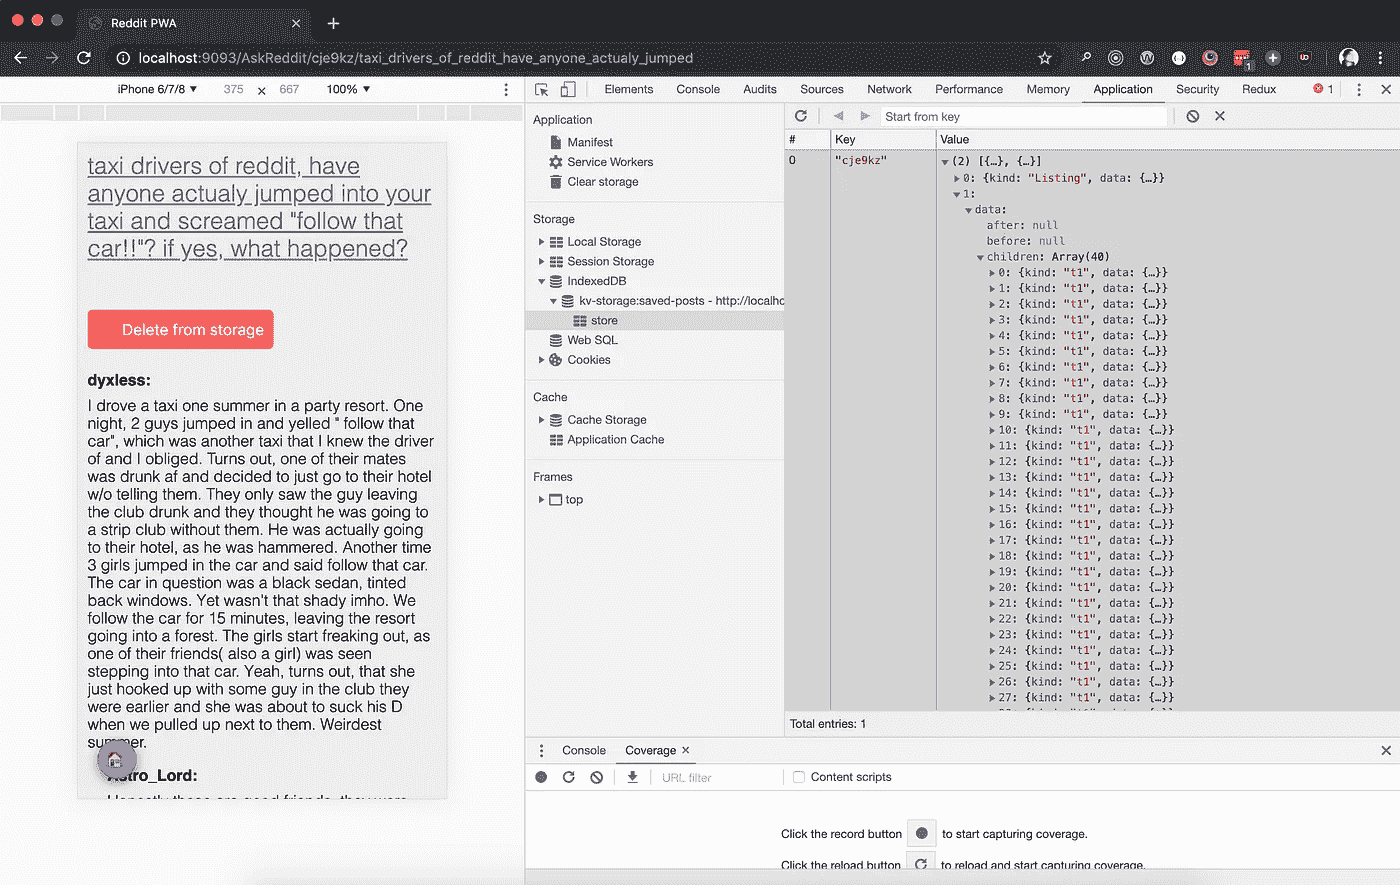 Reddit PWA
localhost:9093/AskReddit/cje9kz/taxi_drivers_of_reddit_have_anyone_actualy_jumped
1
iPhone 6/7/8 ▼ 375 x 667 100% ▼
Elements Console Audits Sources Network Performance Memory Application Security Redux 1
taxi drivers of reddit, have
anyone actualy jumped into your
taxi and screamed "follow that
car!!"? if yes, what happened?
Delete from storage
dyxless:
I drove a taxi one summer in a party resort. One
night, 2 guys jumped in and yelled " follow that
car", which was another taxi that I knew the driver
of and I obliged. Turns out, one of their mates
was drunk af and decided to just go to their hotel
w/o telling them. They only saw the guy leaving
the club drunk and they thought he was going to
a strip club without them. He was actually going
to their hotel, as he was hammered. Another time
3 girls jumped in the car and said follow that car.
The car in question was a black sedan, tinted
back windows. Yet wasn't that shady imho. We
follow the car for 15 minutes, leaving the resort
going into a forest. The girls start freaking out, as
one of their friends( also a girl) was seen
stepping into that car. Yeah, turns out, that she
just hooked up with some guy in the club they
were earlier and she was about to suck his D
when we pulled up next to them. Weirdest
summer.
Astro_Lord:
Application
Manifest
Service Workers
Clear storage
Storage
Local Storage
Session Storage
IndexedDB
kv-storage:saved-posts - http://localho
store
Web SQL
Cookies
Cache
Cache Storage
Application Cache
Frames
top
Start from key
# Key Value
0 "cje9kz" (2) [{…}, {…}]
0: {kind: "Listing", data: {…}}
1:
data:
after: null
before: null
children: Array(40)
0: {kind: "t1", data: {…}}
1: {kind: "t1", data: {…}}
2: {kind: "t1", data: {…}}
3: {kind: "t1", data: {…}}
4: {kind: "t1", data: {…}}
5: {kind: "t1", data: {…}}
6: {kind: "t1", data: {…}}
7: {kind: "t1", data: {…}}
8: {kind: "t1", data: {…}}
9: {kind: "t1", data: {…}}
10: {kind: "t1", data: {…}}
11: {kind: "t1", data: {…}}
12: {kind: "t1", data: {…}}
13: {kind: "t1", data: {…}}
14: {kind: "t1", data: {…}}
15: {kind: "t1", data: {…}}
16: {kind: "t1", data: {…}}
17: {kind: "t1", data: {…}}
18: {kind: "t1", data: {…}}
19: {kind: "t1", data: {…}}
20: {kind: "t1", data: {…}}
21: {kind: "t1", data: {…}}
22: {kind: "t1", data: {…}}
23: {kind: "t1", data: {…}}
24: {kind: "t1", data: {…}}
25: {kind: "t1", data: {…}}
26: {kind: "t1", data: {…}}
27: {kind: "t1", data: {…}}
Total entries: 1
Console Coverage
URL filter Content scripts
Click the record button to start capturing coverage.
Click the reload button to reload and start capturing coverage.